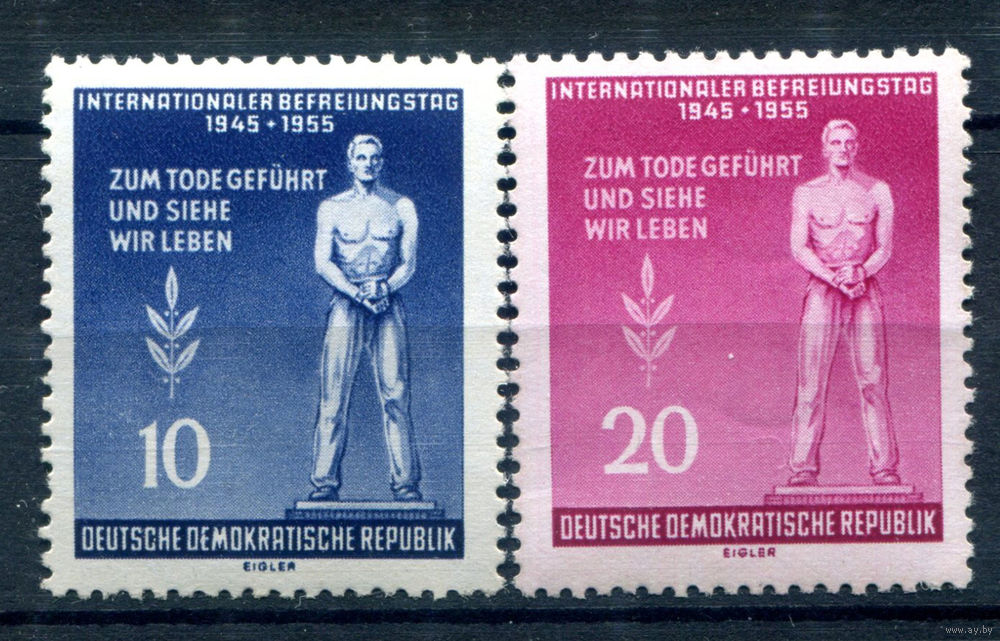 INTERNATIONALER BEFREIUNGSTAG
1945 • 1955
ZUM TODE GEFÜHRT
UND SIEHE
WIR LEBEN
10
DEUTSCHE DEMOKRATISCHE REPUBLIK
EIGLER
INTERNATIONALER BEFREIUNGSTAG
1945 • 1955
ZUM TODE GEFÜHRT
UND SIEHE
WIR LEBEN
20
DEUTSCHE DEMOKRATISCHE REPUBLIK
EIGLER
www.ay.by